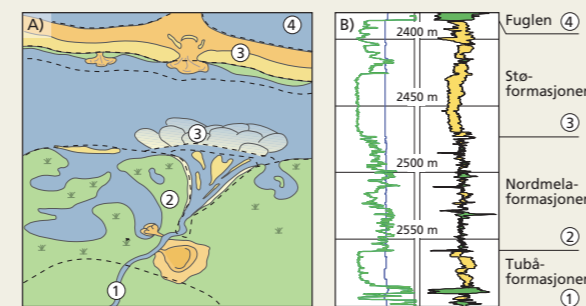 A)
4
3
3
2
1
B)
2400 m
2450 m
2500 m
2550 m
Fuglen 4
Stø-
formasjonen
3
Nordmela-
formasjonen
2
Tubå-
formasjonen
1